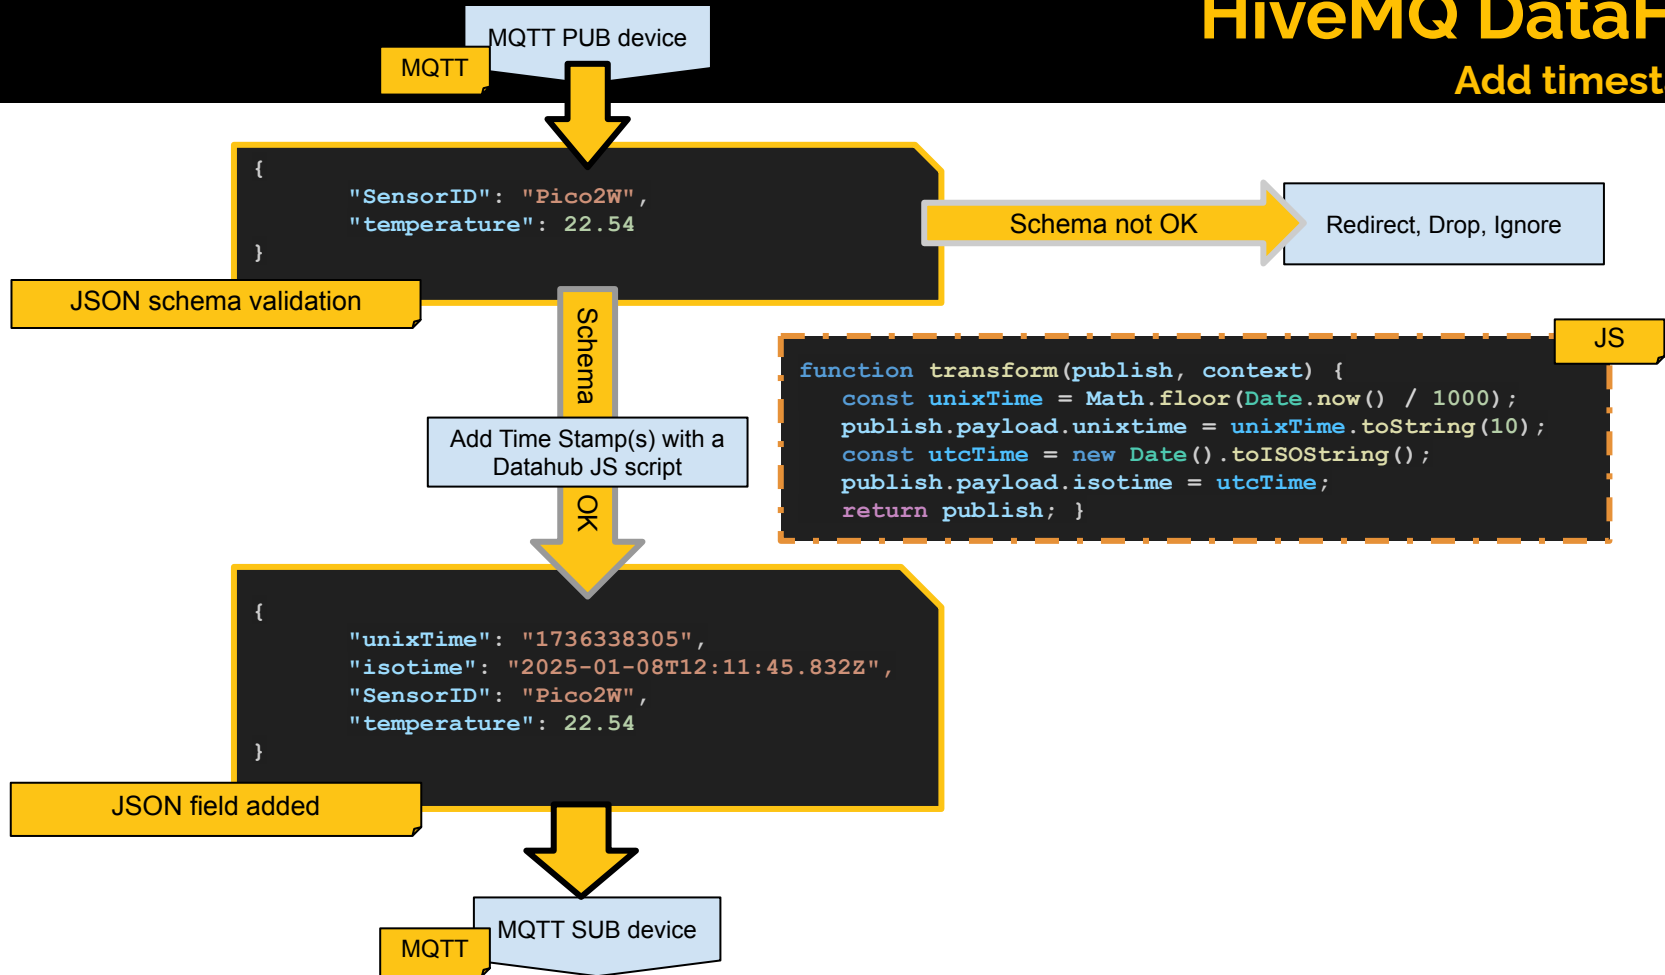 HiveMQ DataH
Add timest
MQTT PUB device
MQTT
{
"SensorID": "Pico2W",
"temperature": 22.54
}
JSON schema validation
Schema not OK
Redirect, Drop, Ignore
Schema OK
Add Time Stamp(s) with a
Datahub JS script
JS
function transform(publish, context) {
const unixTime = Math.floor(Date.now() / 1000);
publish.payload.unixtime = unixTime.toString(10);
const utcTime = new Date().toISOString();
publish.payload.isotime = utcTime;
return publish; }
{
"unixTime": "1736338305",
"isotime": "2025-01-08T12:11:45.832Z",
"SensorID": "Pico2W",
"temperature": 22.54
}
JSON field added
MQTT SUB device
MQTT